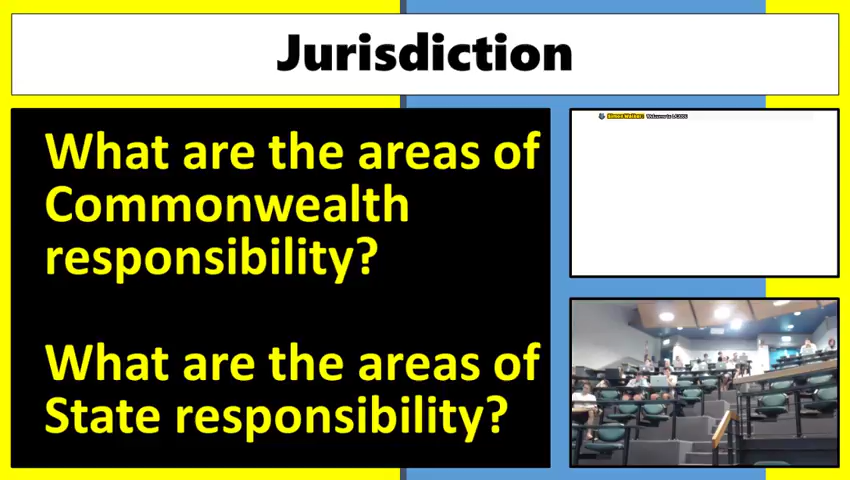 Jurisdiction
What are the areas of
Commonwealth
responsibility?
What are the areas of
State responsibility?